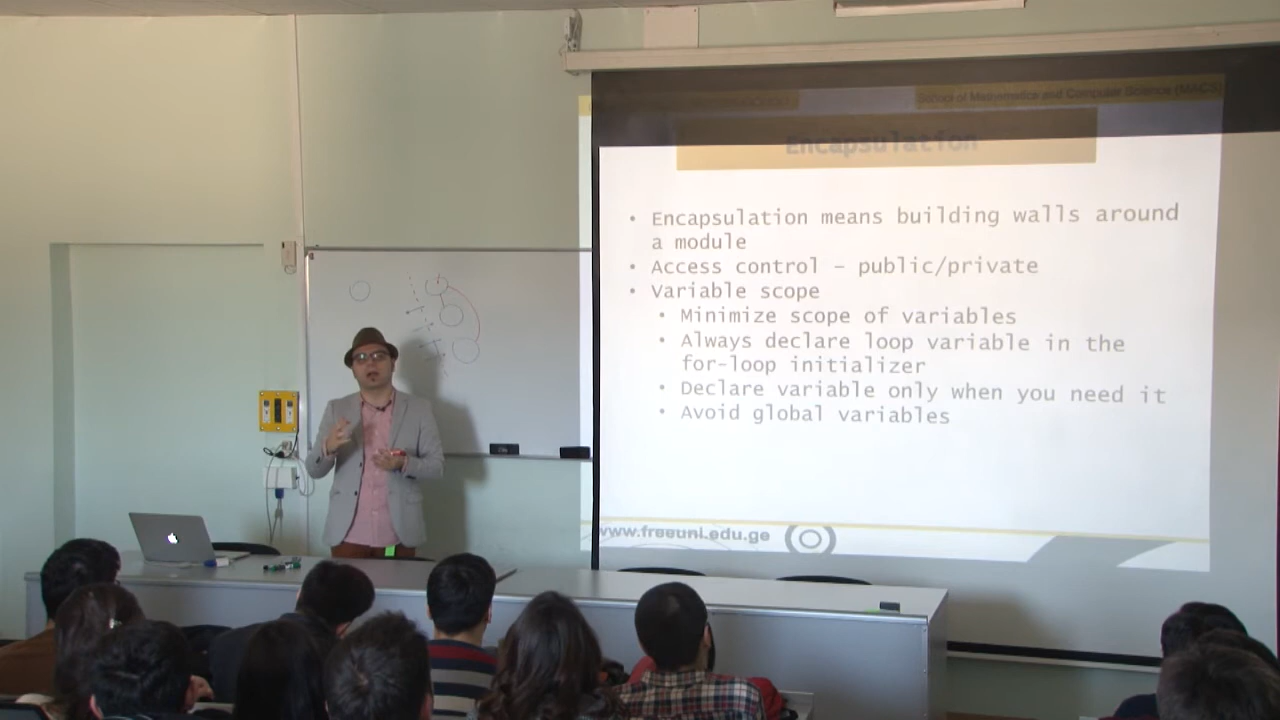 School of Mathematics and Computer Science (MACS)
Encapsulation
• Encapsulation means building walls around
a module
• Access control – public/private
• Variable scope
• Minimize scope of variables
• Always declare loop variable in the
for-loop initializer
• Declare variable only when you need it
• Avoid global variables
www.freeuni.edu.ge